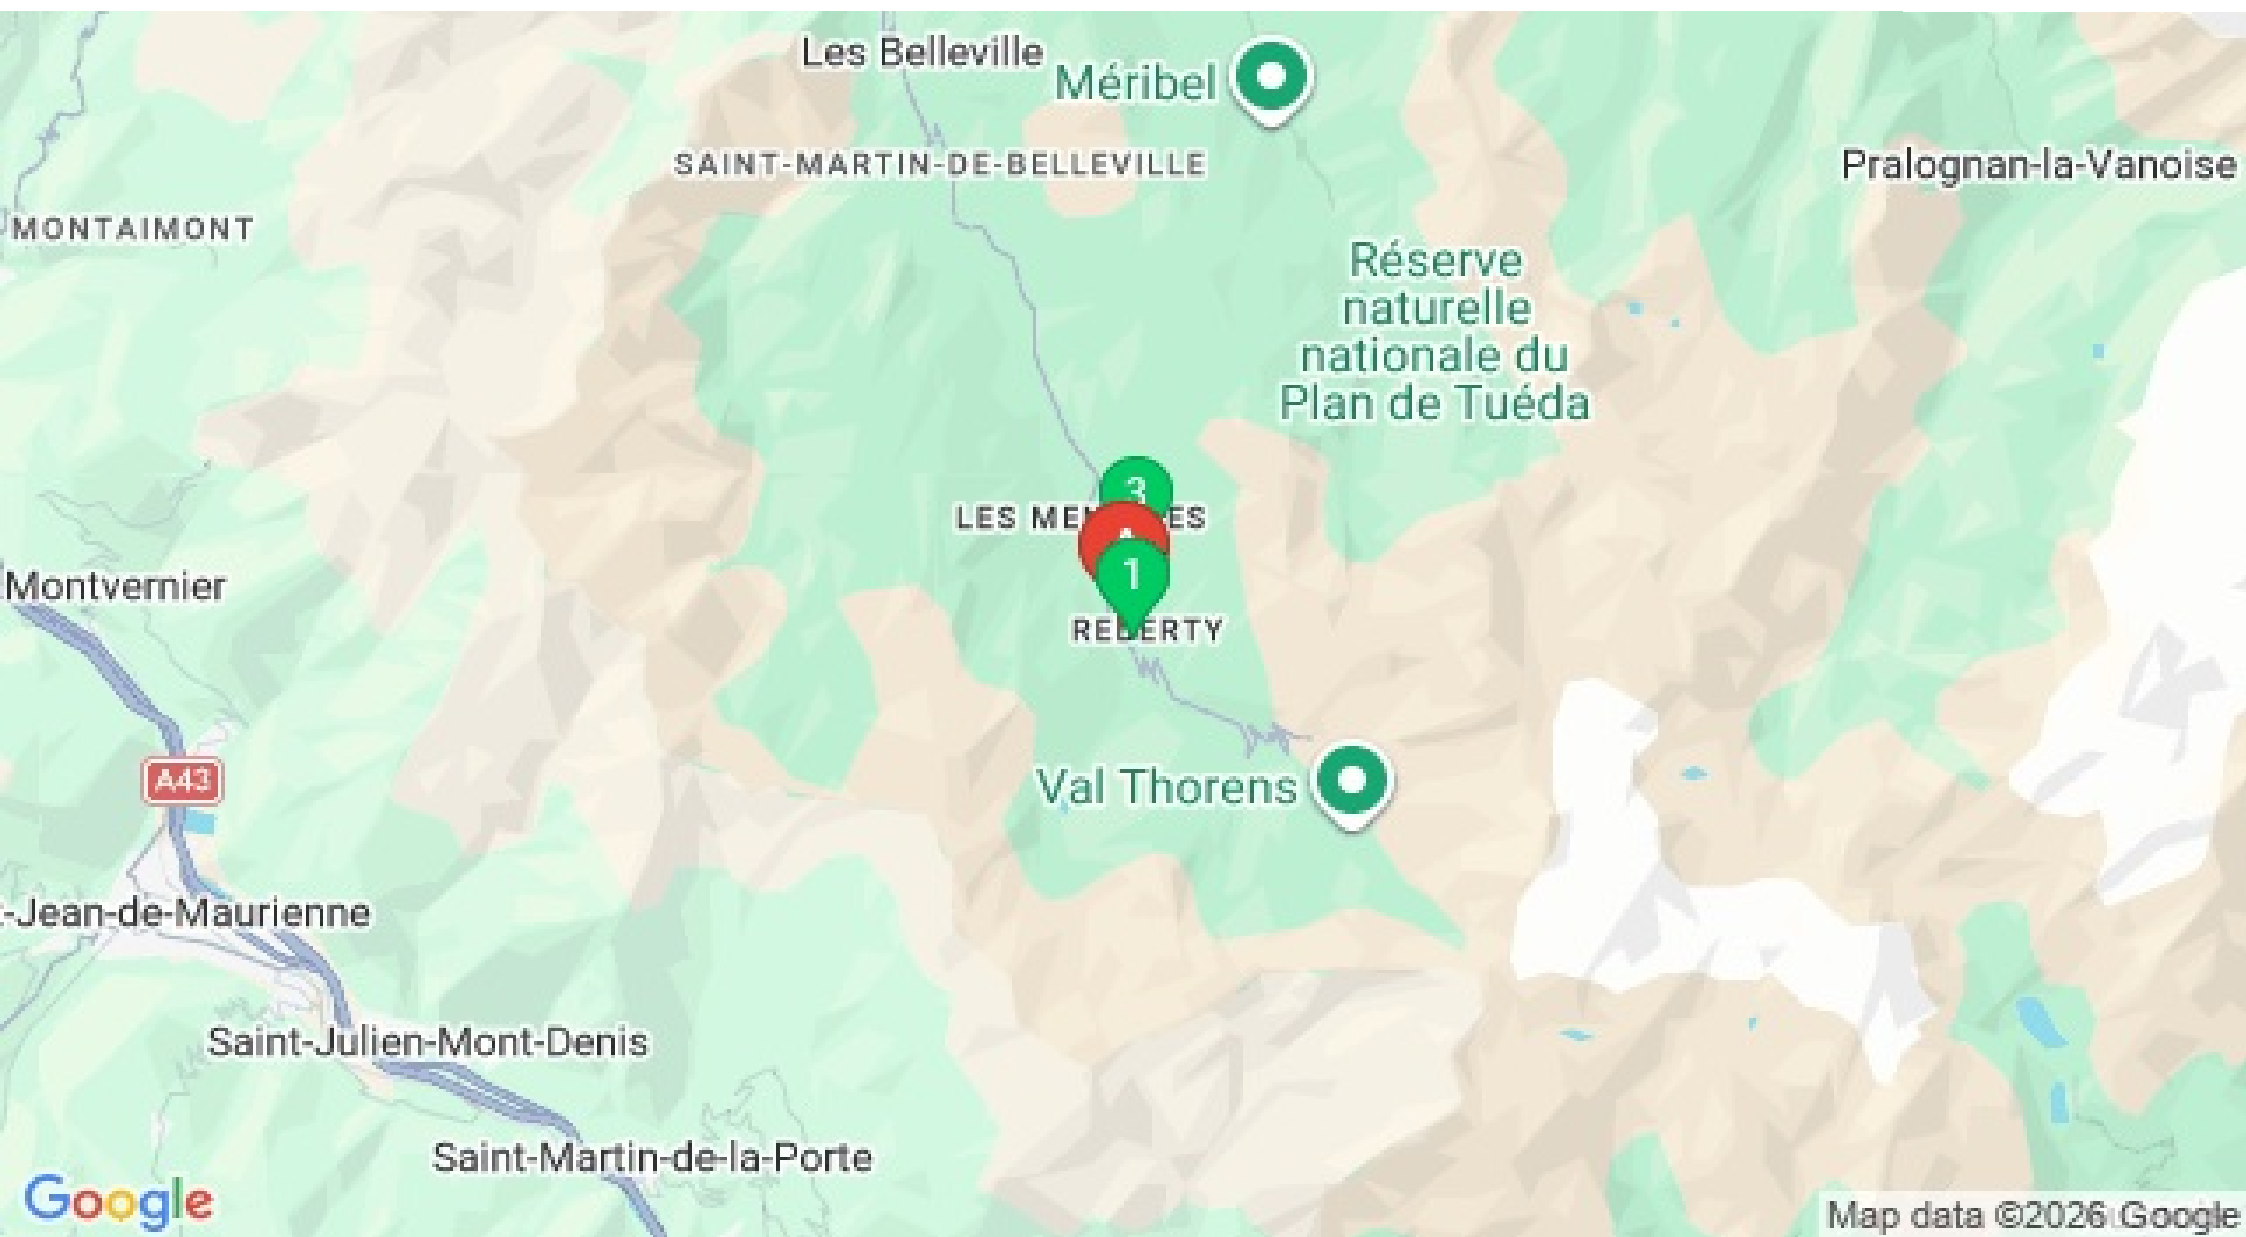 Les Belleville
Méribel
SAINT-MARTIN-DE-BELLEVILLE
Pralognan-la-Vanoise
MONTAIMONT
Réserve
naturelle
nationale du
Plan de Tuéda
3
LES
Montvernier
1
Val Thorens
A43
-Jean-de-Maurienne
Saint-Julien-Mont-Denis
Saint-Martin-de-la-Porte
Google
Map data ©2026 Google